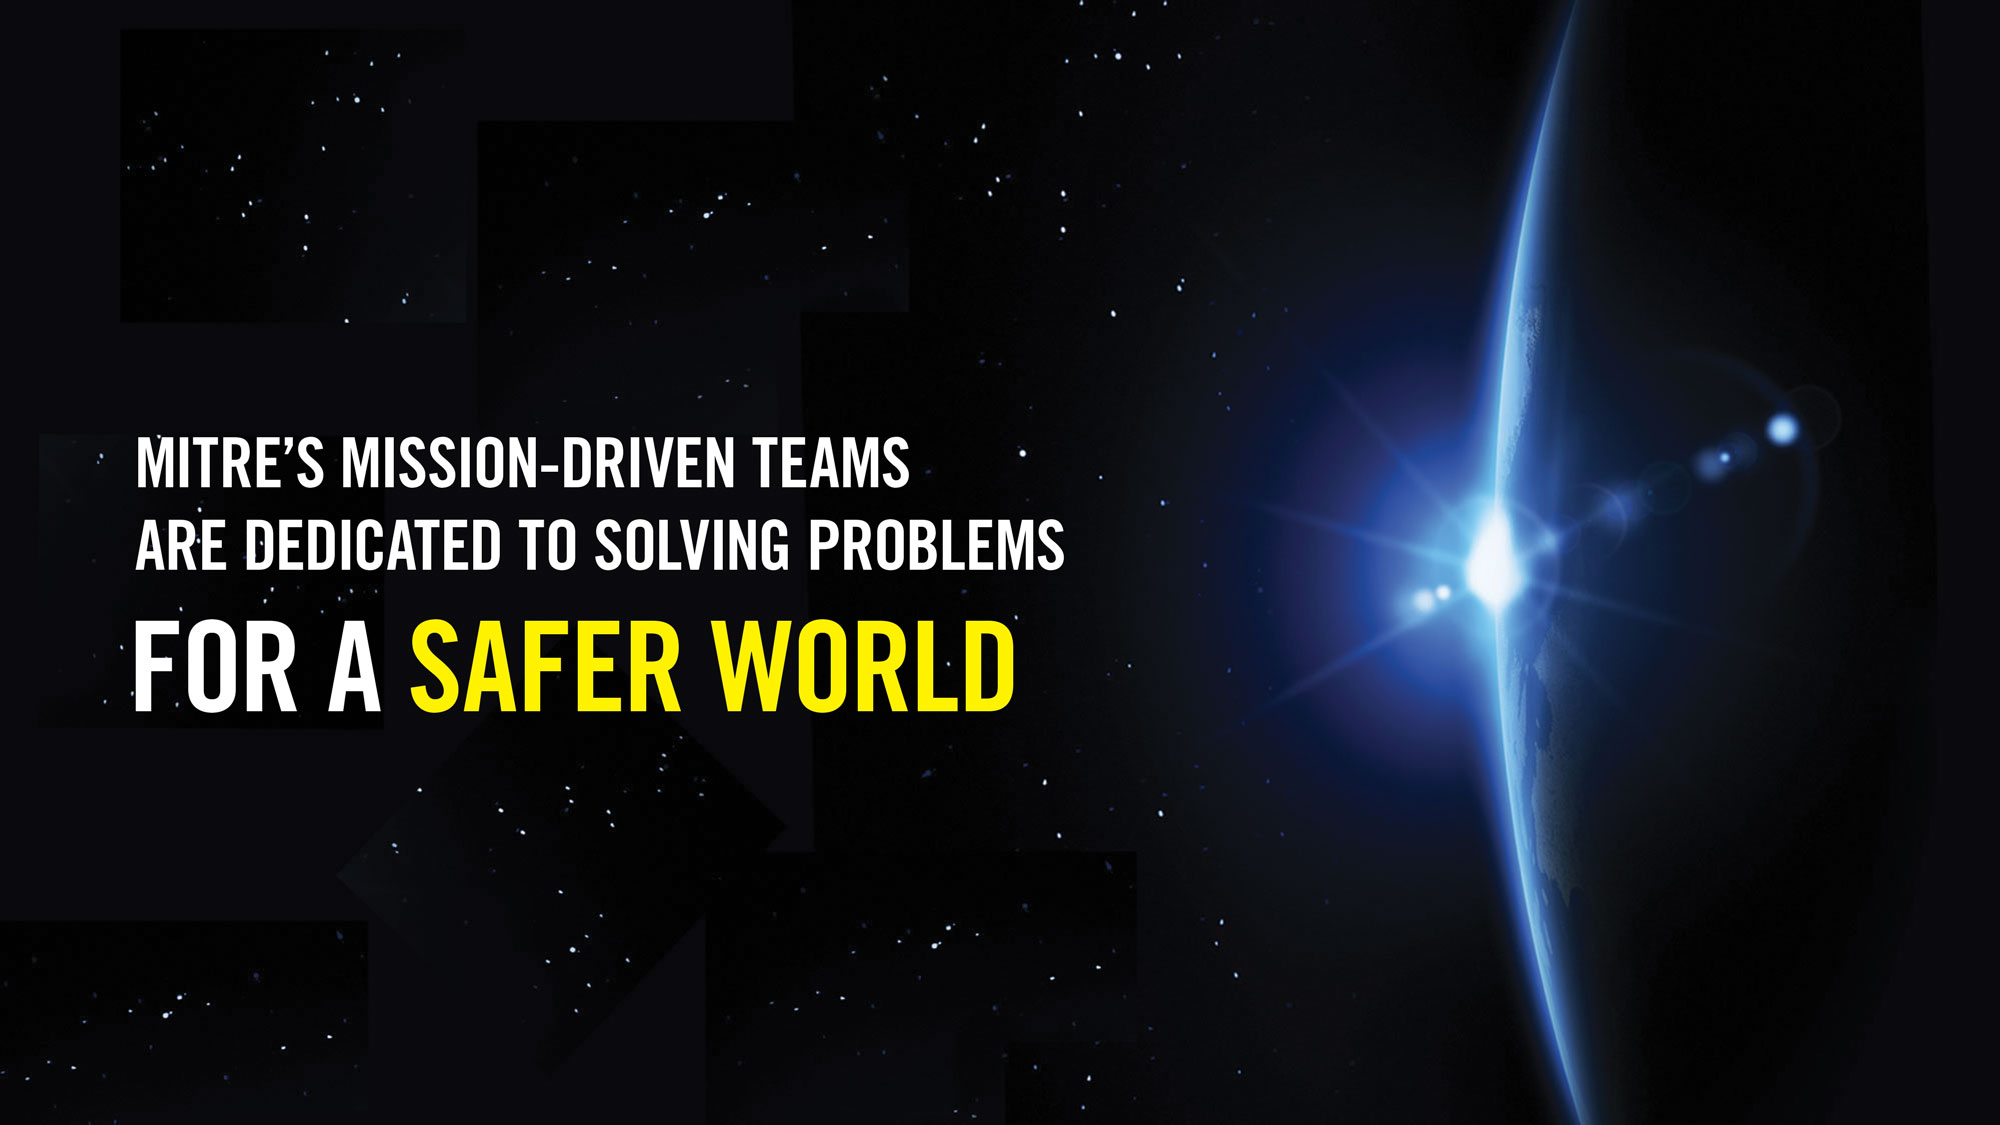 MITRE’S MISSION-DRIVEN TEAMS
ARE DEDICATED TO SOLVING PROBLEMS
FOR A SAFER WORLD